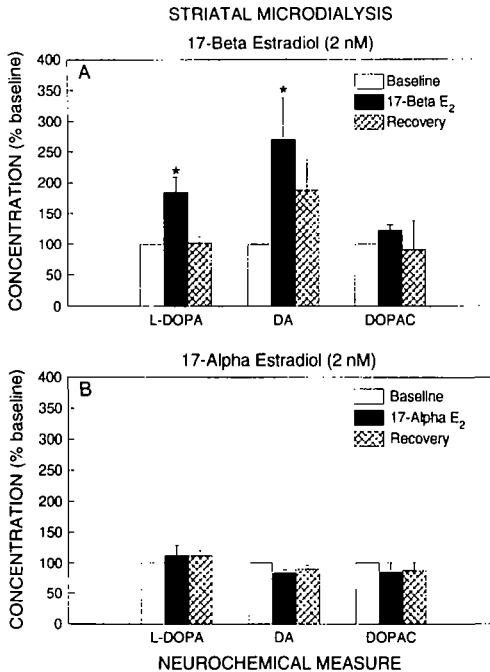 STRIATAL MICRODIALYSIS
17-Beta Estradiol (2 nM)
A
Baseline
17-Beta E2
Recovery
CONCENTRATION (% baseline)
400
350
300
250
200
150
100
50
0
*
*
L-DOPA DA DOPAC
17-Alpha Estradiol (2 nM)
B
Baseline
17-Alpha E2
Recovery
CONCENTRATION (% baseline)
400
350
300
250
200
150
100
50
0
L-DOPA DA DOPAC
NEUROCHEMICAL MEASURE